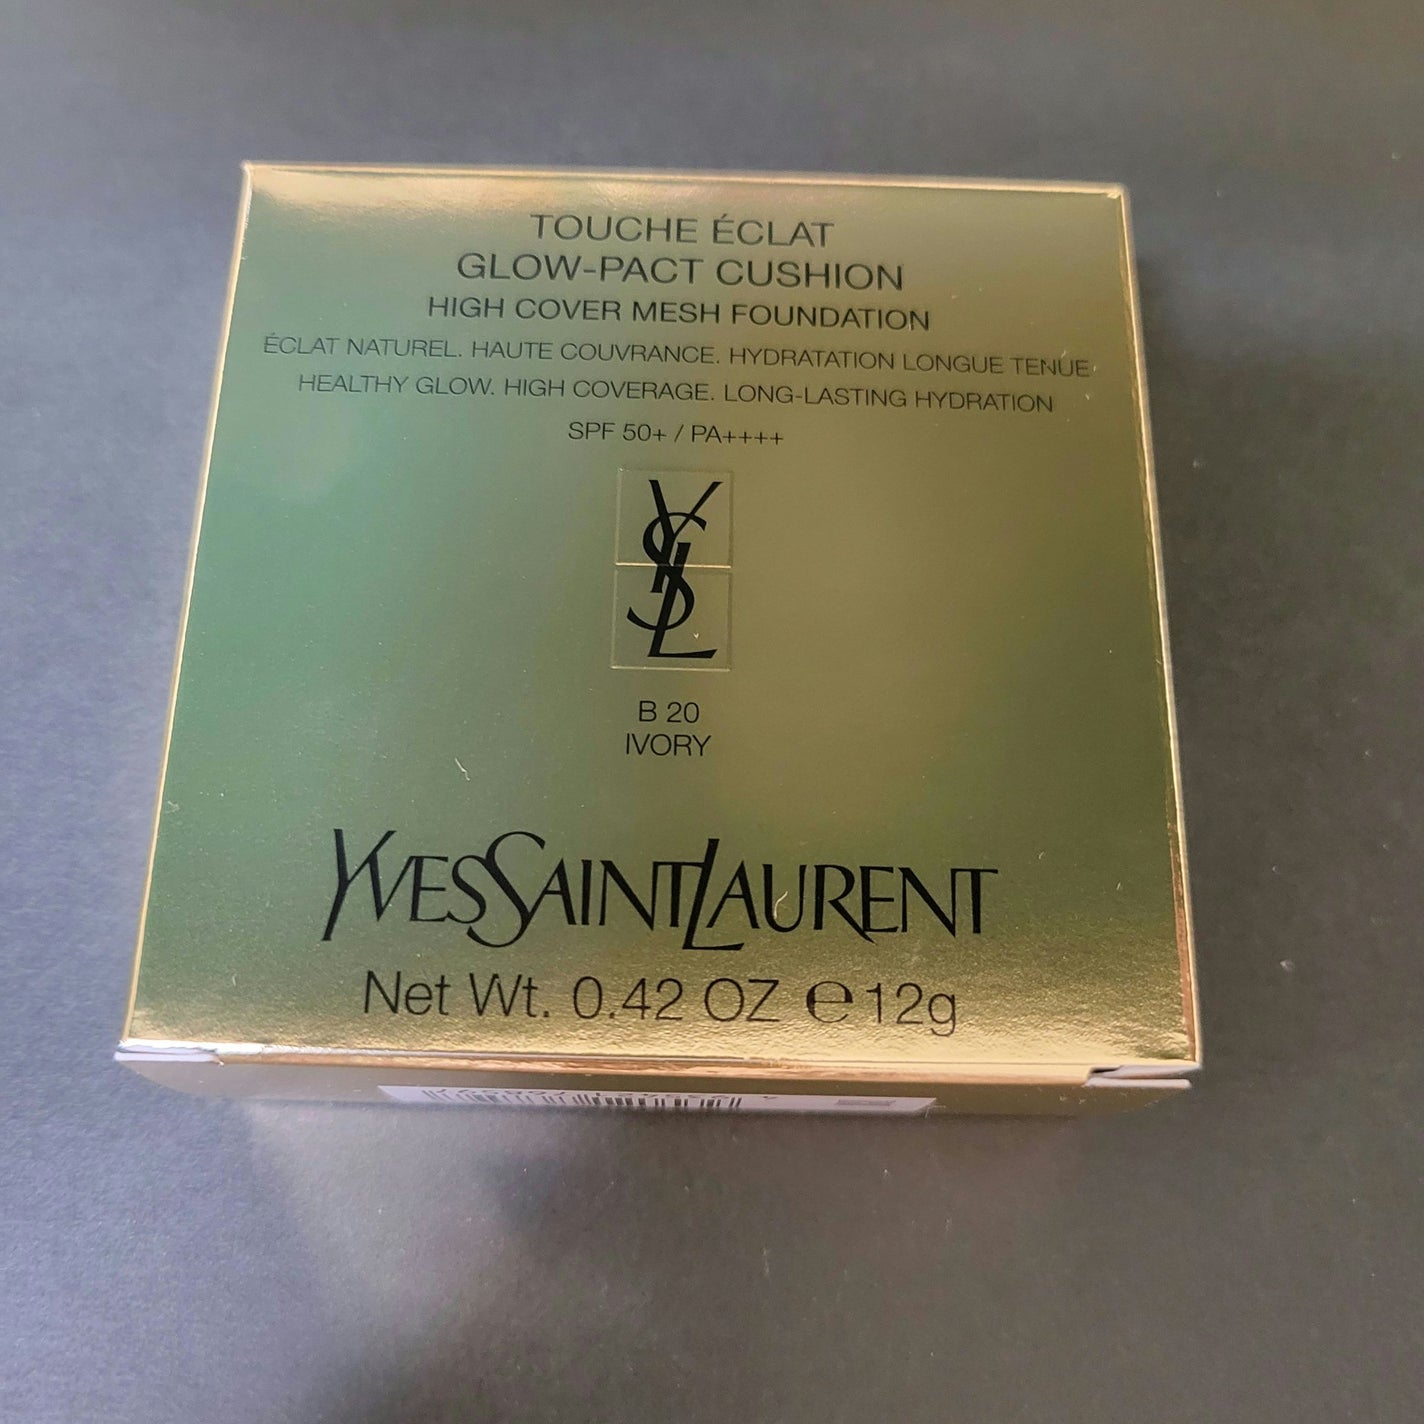 TOUCHE ÉCLAT
GLOW-PACT CUSHION
HIGH COVER MESH FOUNDATION
ÉCLAT NATUREL. HAUTE COUVRANCE. HYDRATATION LONGUE TENUE.
HEALTHY GLOW. HIGH COVERAGE. LONG-LASTING HYDRATION
SPF 50+ / PA++++
YSL
B 20
IVORY
YVESSAINTLAURENT
Net Wt. 0.42 OZ ℮12g